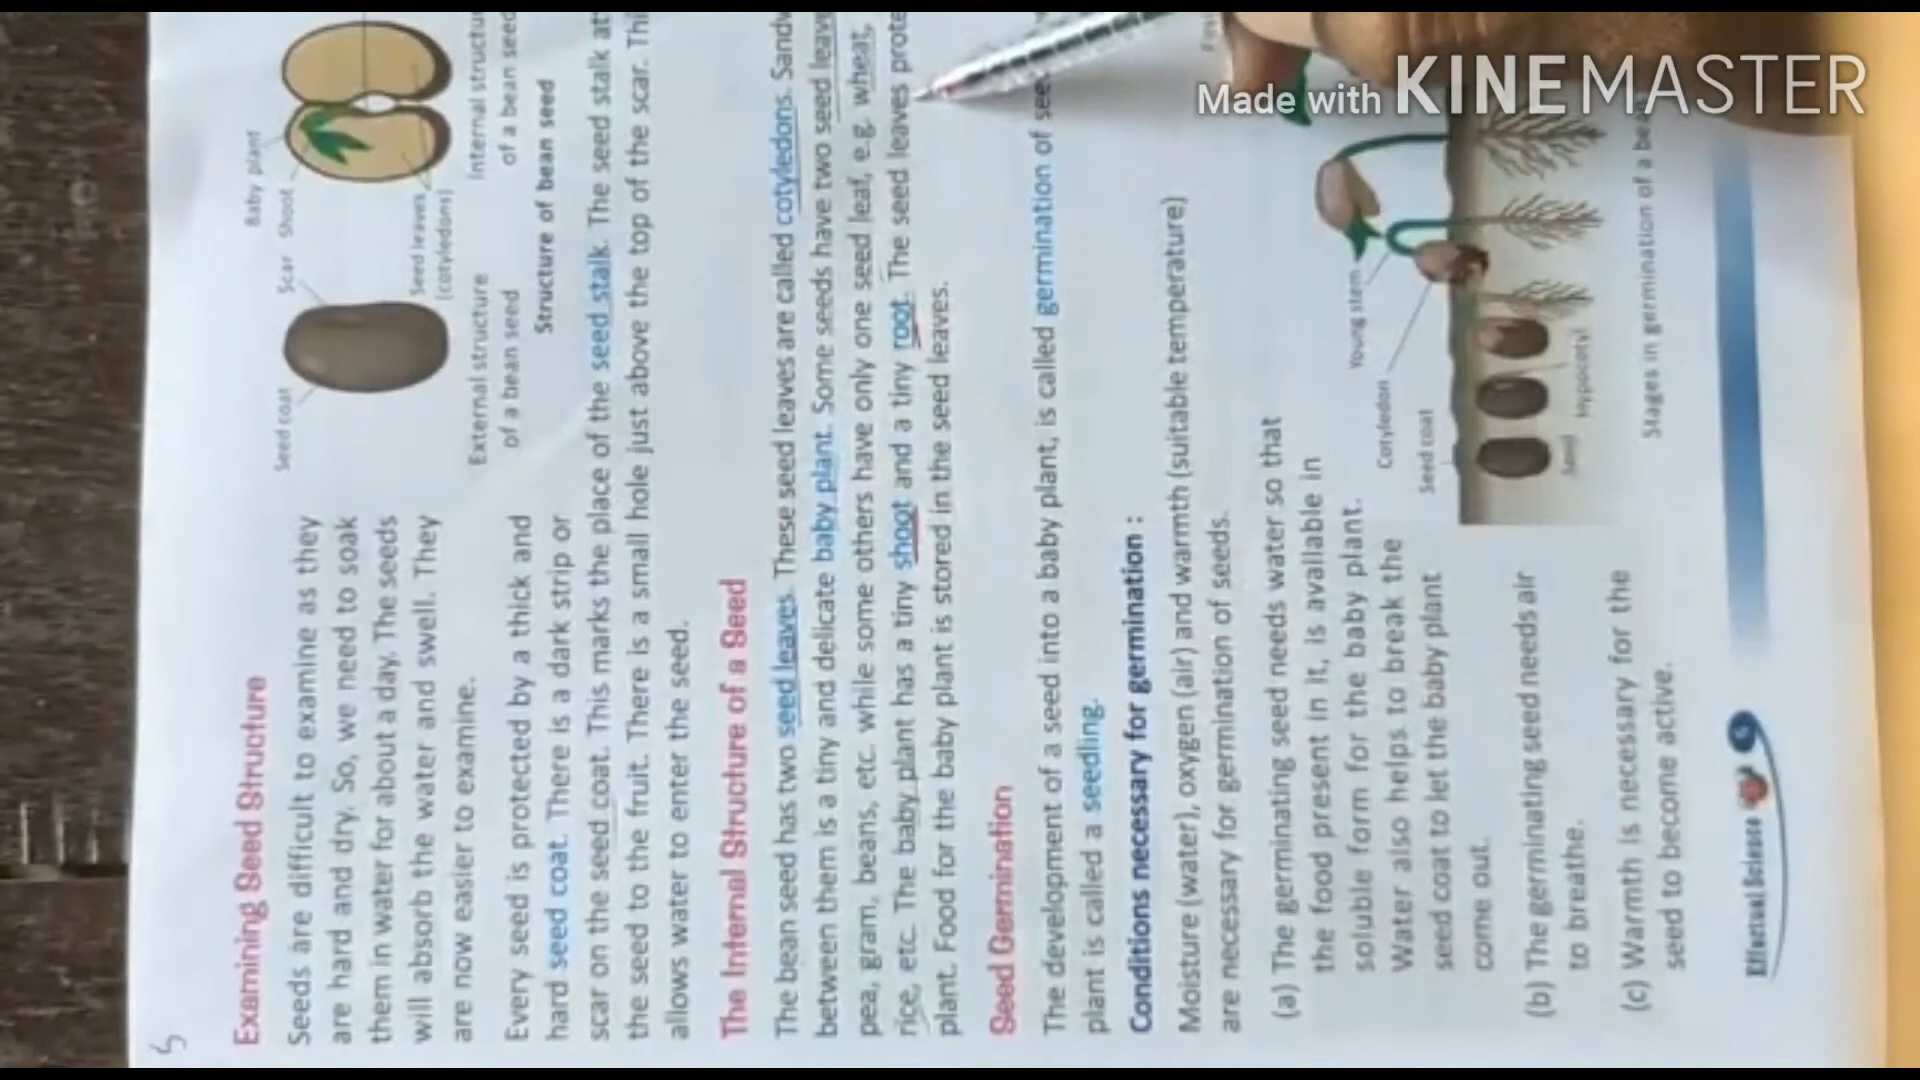 5
Examining Seed Structure
Seeds are difficult to examine as they
are hard and dry. So, we need to soak
them in water for about a day. The seeds
will absorb the water and swell. They
are now easier to examine.
Every seed is protected by a thick and
hard seed coat. There is a dark strip or
scar on the seed coat. This marks the place of the seed stalk. The seed stalk at
the seed to the fruit. There is a small hole just above the top of the scar. Thi
allows water to enter the seed.
Seed coat
Scar
Shoot
Baby plant
Seed leaves
(cotyledons)
External structure
of a bean seed
Internal structu
of a bean seed
Structure of bean seed
The Internal Structure of a Seed
The bean seed has two seed leaves. These seed leaves are called cotyledons. Sandw
between them is a tiny and delicate baby plant. Some seeds have two seed leave
pea, gram, beans, etc. while some others have only one seed leaf, e.g. wheat,
rice, etc. The baby plant has a tiny shoot and a tiny root. The seed leaves prote
plant. Food for the baby plant is stored in the seed leaves.
Seed Germination
The development of a seed into a baby plant, is called germination of see
plant is called a seedling.
Conditions necessary for germination :
Moisture (water), oxygen (air) and warmth (suitable temperature)
are necessary for germination of seeds.
(a) The germinating seed needs water so that
the food present in it, is available in
soluble form for the baby plant.
Water also helps to break the
seed coat to let the baby plant
come out.
(b) The germinating seed needs air
to breathe.
(c) Warmth is necessary for the
seed to become active.
Young stem
Cotyledon
Seed coat
Seed
Hypocotyl
Stages in germination of a bea
Effectual Science
5
Made with KINEMASTER